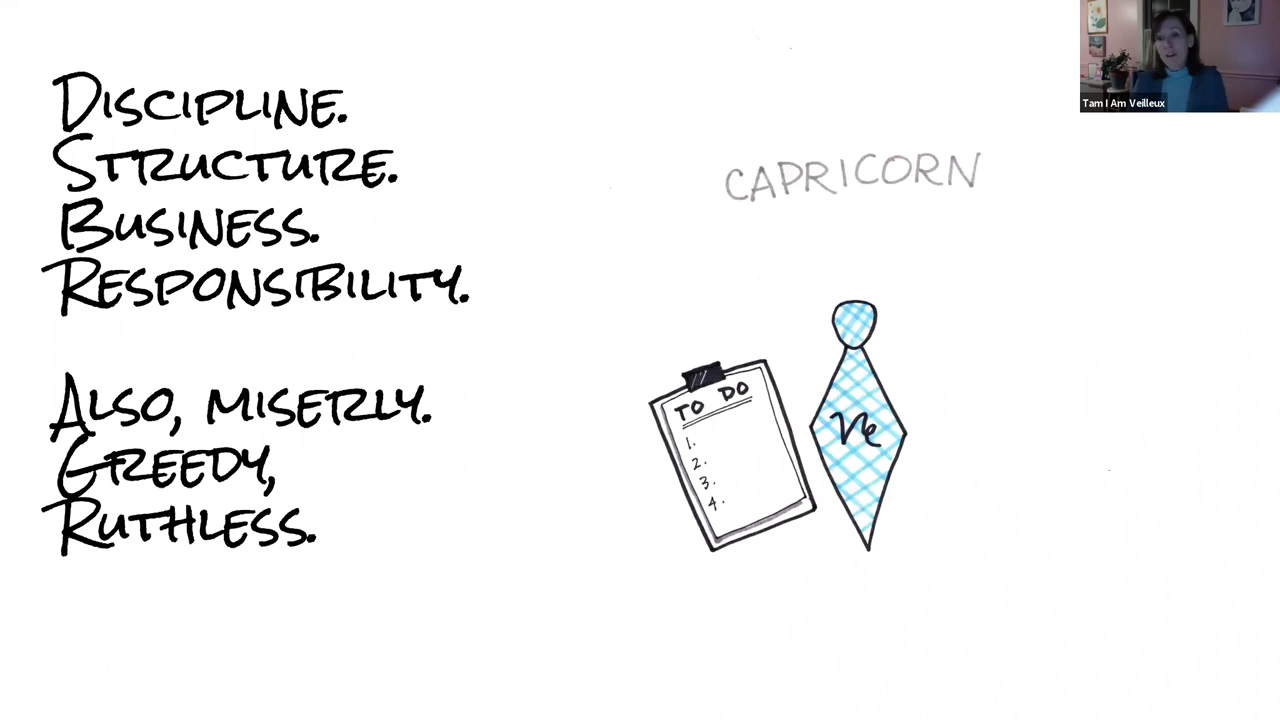 Discipline.
Structure.
Business.
Responsibility.
Also, miserly.
Greedy,
Ruthless.
CAPRICORN
TO DO
1.
2.
3.
4.
Tam I Am Veilleux